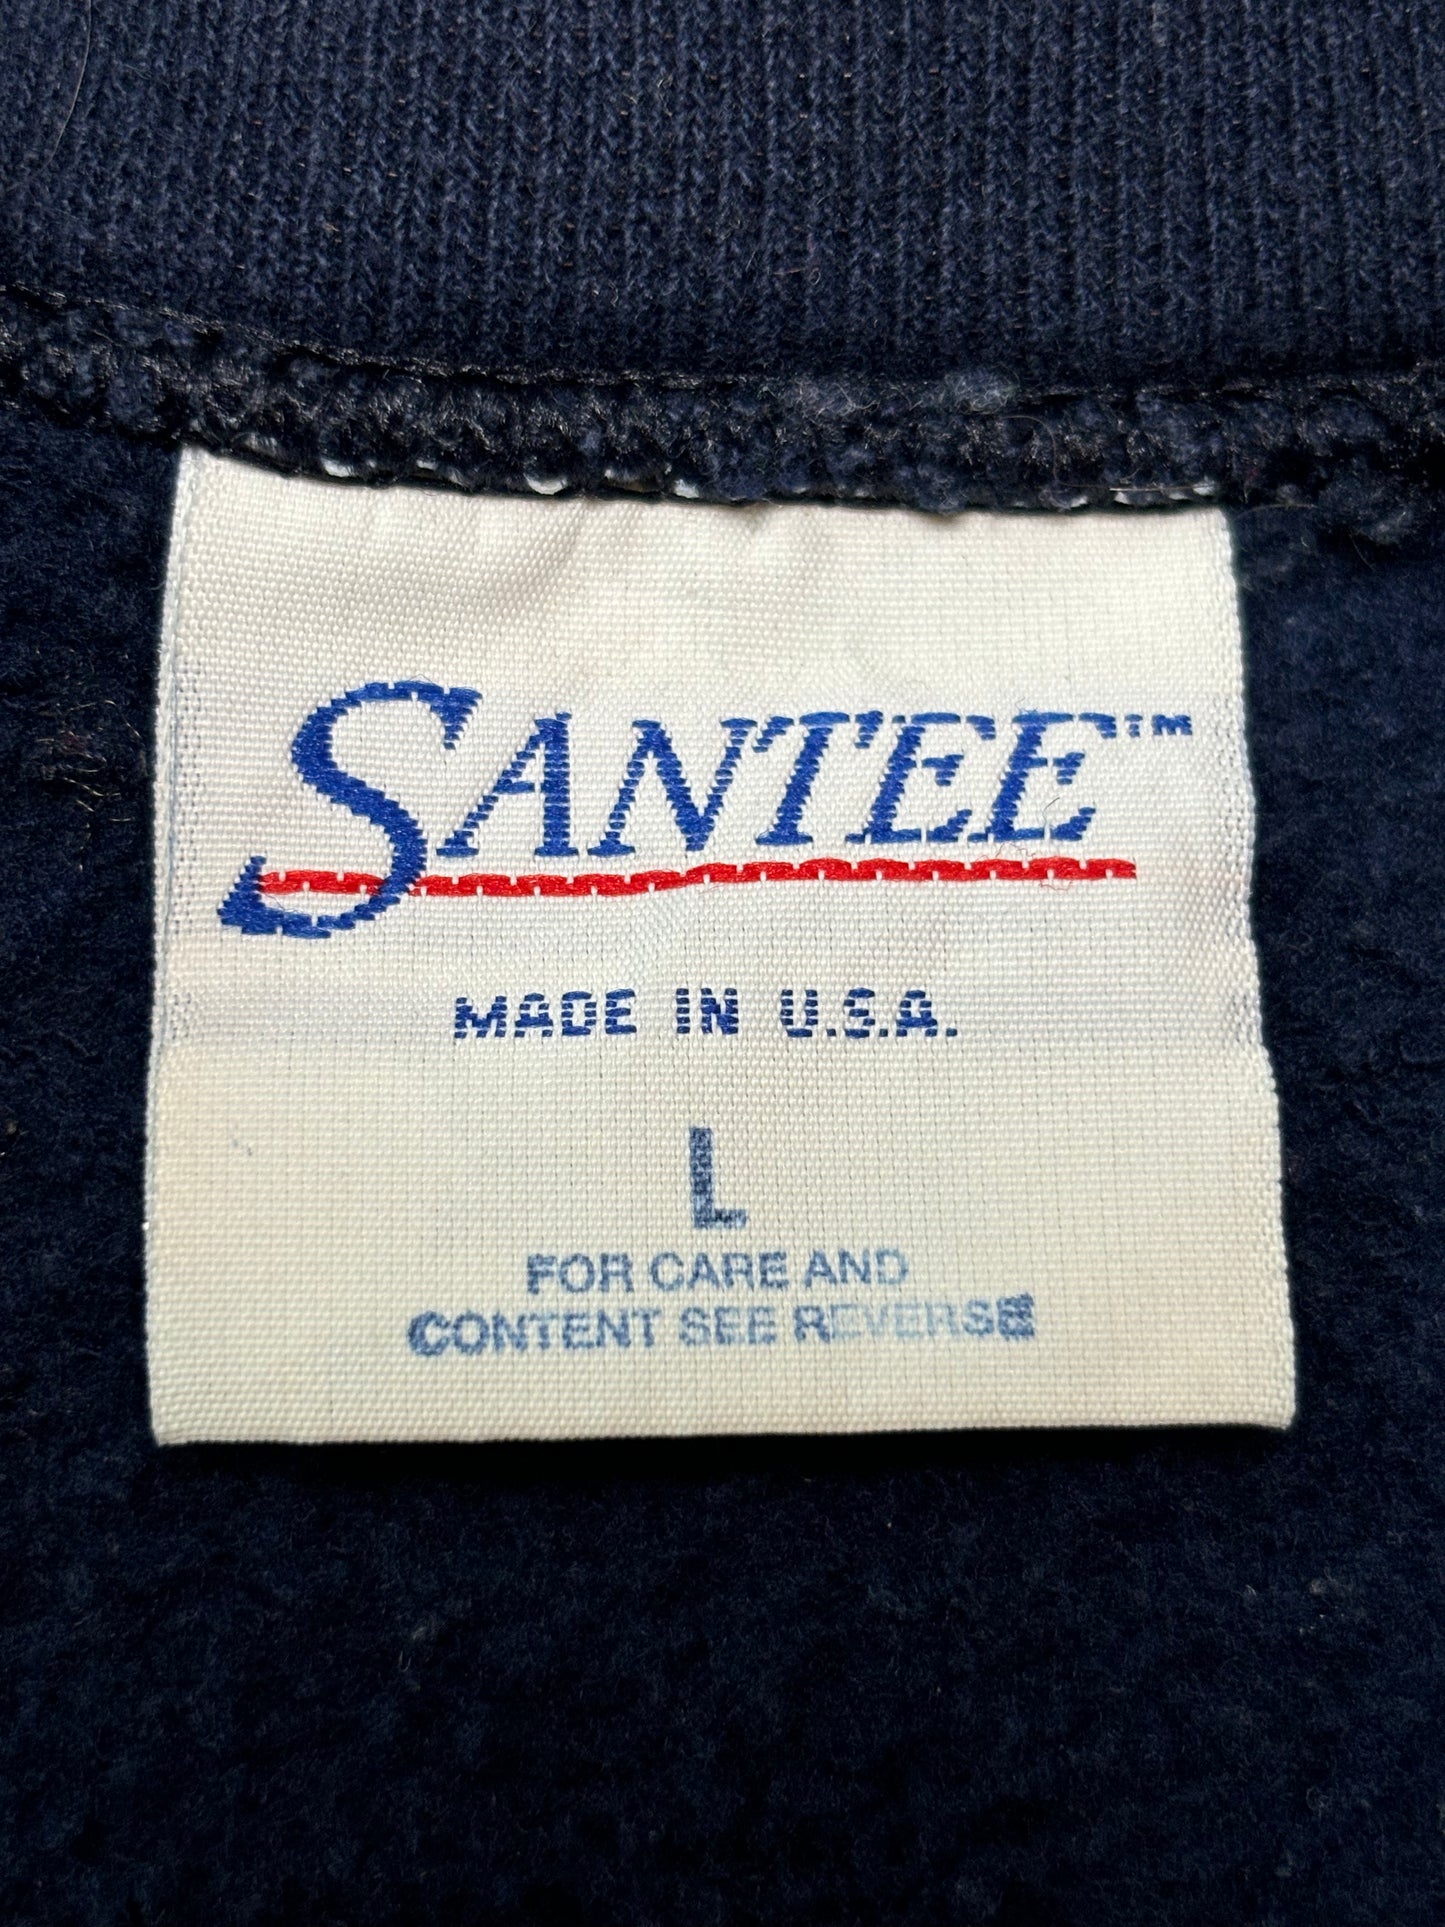 SANTEE™
MADE IN U.S.A.
L
FOR CARE AND
CONTENT SEE REVERSE